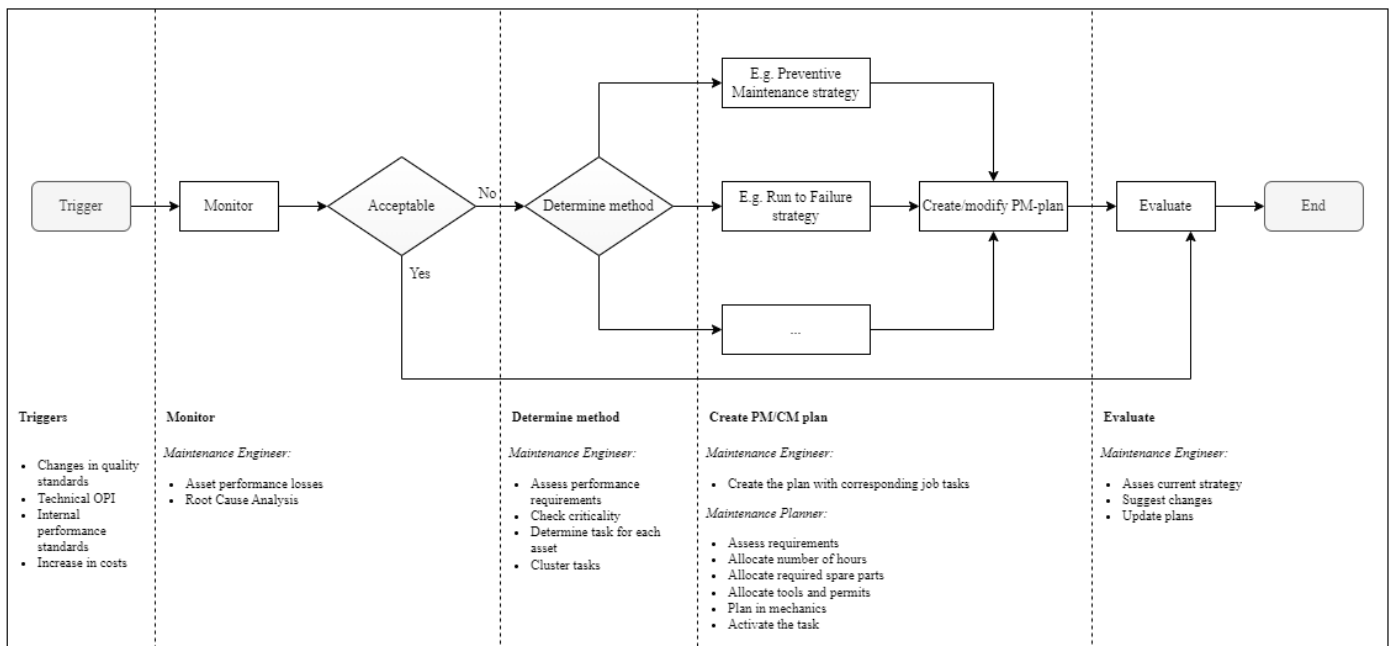 E.g. Preventive
Maintenance strategy
Trigger
Monitor
Acceptable
No
Determine method
E.g. Run to Failure
strategy
Create/modify PM-plan
Evaluate
End
Yes
...
Triggers
• Changes in quality
standards
• Technical OPI
• Internal
performance
standards
• Increase in costs
Monitor
Maintenance Engineer:
• Asset performance losses
• Root Cause Analysis
Determine method
Maintenance Engineer:
• Assess performance
requirements
• Check criticality
• Determine task for each
asset
• Cluster tasks
Create PM/CM plan
Maintenance Engineer:
• Create the plan with corresponding job tasks
Maintenance Planner:
• Assess requirements
• Allocate number of hours
• Allocate required spare parts
• Allocate tools and permits
• Plan in mechanics
• Activate the task
Evaluate
Maintenance Engineer:
• Asses current strategy
• Suggest changes
• Update plans